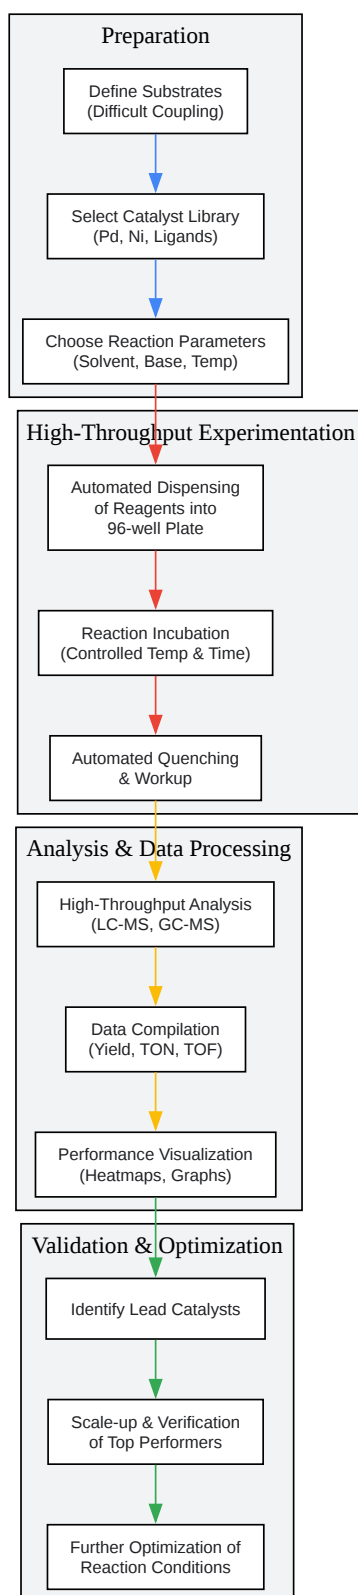 Preparation
Define Substrates
(Difficult Coupling)
Select Catalyst Library
(Pd, Ni, Ligands)
Choose Reaction Parameters
(Solvent, Base, Temp)
High-Throughput Experimentation
Automated Dispensing
of Reagents into
96-well Plate
Reaction Incubation
(Controlled Temp & Time)
Automated Quenching
& Workup
Analysis & Data Processing
High-Throughput Analysis
(LC-MS, GC-MS)
Data Compilation
(Yield, TON, TOF)
Performance Visualization
(Heatmaps, Graphs)
Validation & Optimization
Identify Lead Catalysts
Scale-up & Verification
of Top Performers
Further Optimization of
Reaction Conditions